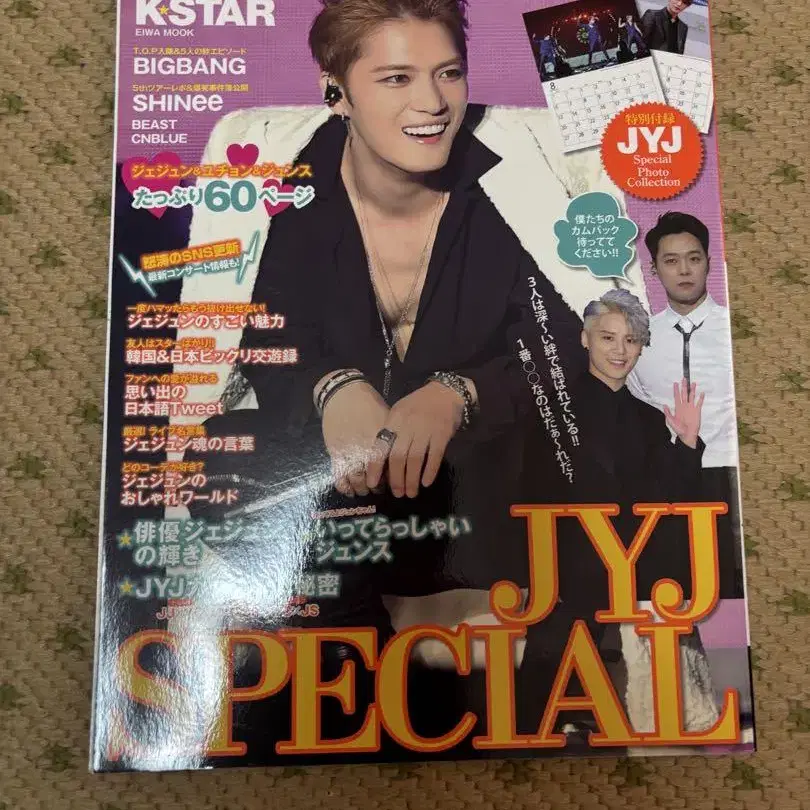 K★STAR
EIWA MOOK
T.O.P入隊&5人の絆エピソード
BIGBANG
5thツアーレポ&爆笑事件簿公開
SHINee
BEAST
CNBLUE
ジェジュン&ユチョン&ジュンス
たっぷり60ページ
怒濤のSNS更新
最新コンサート情報も!
一度ハマッたらもう抜け出せない!
ジェジュンのすごい魅力
友人はスターばかり!!
韓国&日本ビックリ交遊録
ファンへの愛が溢れる
思い出の
日本語Tweet
厳選!ライブ名言集
ジェジュン魂の言葉
どのコーデが好き?
ジェジュンの
おしゃれワールド
★俳優ジェジュン
の輝き
いってらっしゃい
ジュンス
★JYJ
秘密
特別付録
JYJ
Special
Photo
Collection
8
僕たちの
カムバック
待ってて
ください!!
3人は深〜い絆で結ばれている!!
1番○○なのはだぁ〜れだ?
JYJ
SPECIAL